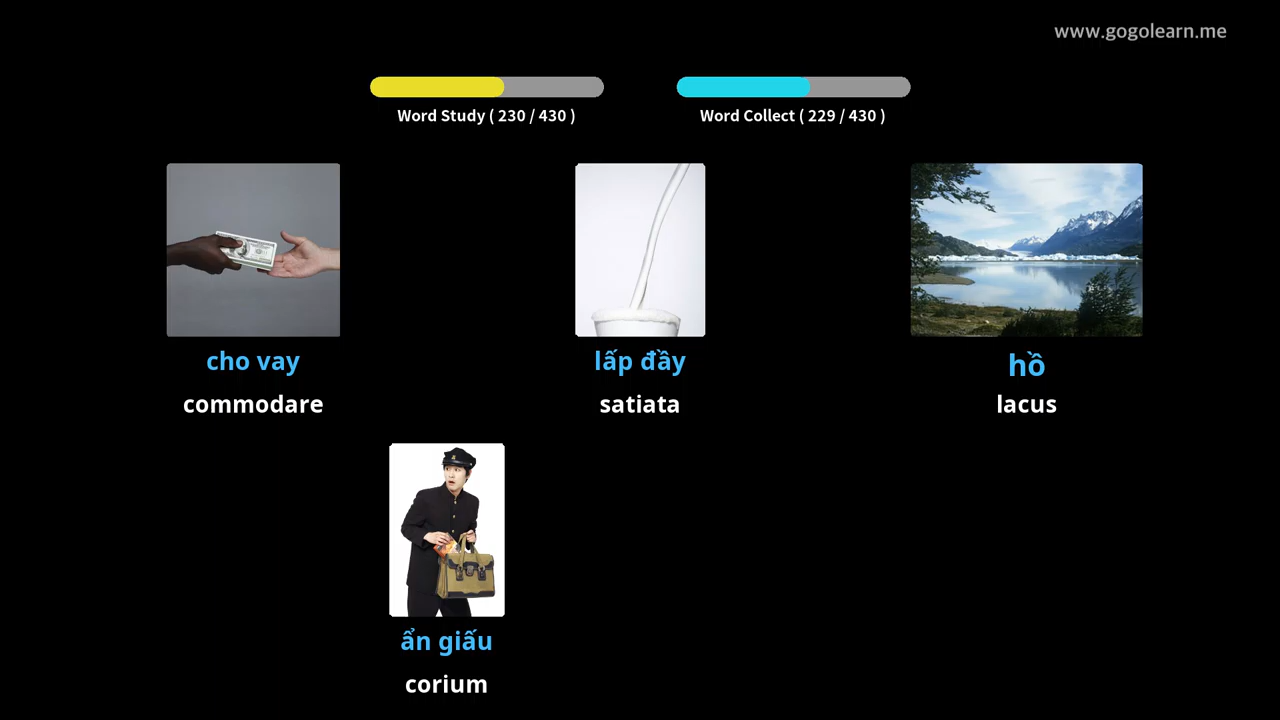 www.gogolearn.me
Word Study ( 230 / 430 )
Word Collect ( 229 / 430 )
cho vay
commodare
lấp đầy
satiata
hồ
lacus
ẩn giấu
corium